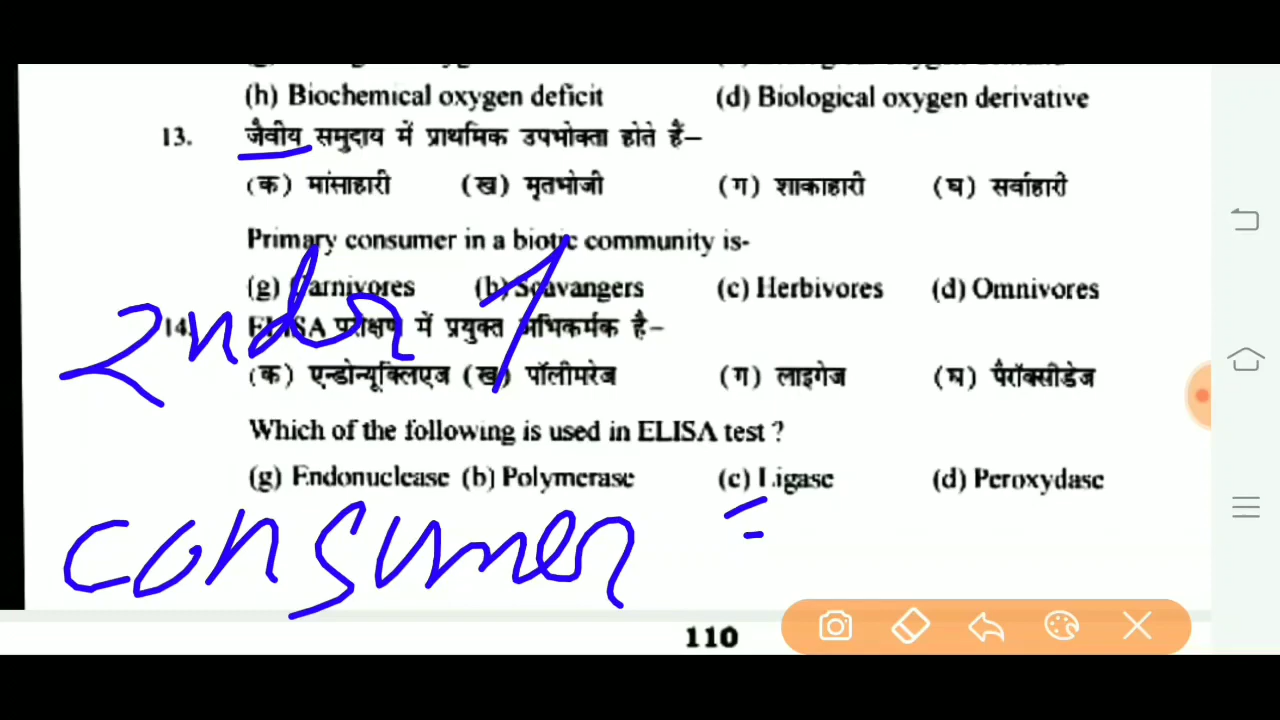 (h) Biochemical oxygen deficit (d) Biological oxygen derivative
13. जैवीय समुदाय में प्राथमिक उपभोक्ता होते हैं–
(क) मांसाहारी (ख) मृतभोजी (ग) शाकाहारी (घ) सर्वाहारी
Primary consumer in a biotic community is-
(g) Carnivores (b) Scavangers (c) Herbivores (d) Omnivores
14. ELISA परीक्षण में प्रयुक्त अभिकर्मक है–
(क) एन्डोन्यूक्लिएज (ख) पॉलीमरेज (ग) लाइगेज (घ) पैरॉक्सीडेज
Which of the following is used in ELISA test ?
(g) Endonuclease (b) Polymerase (c) Ligase (d) Peroxydase
consumer =
110